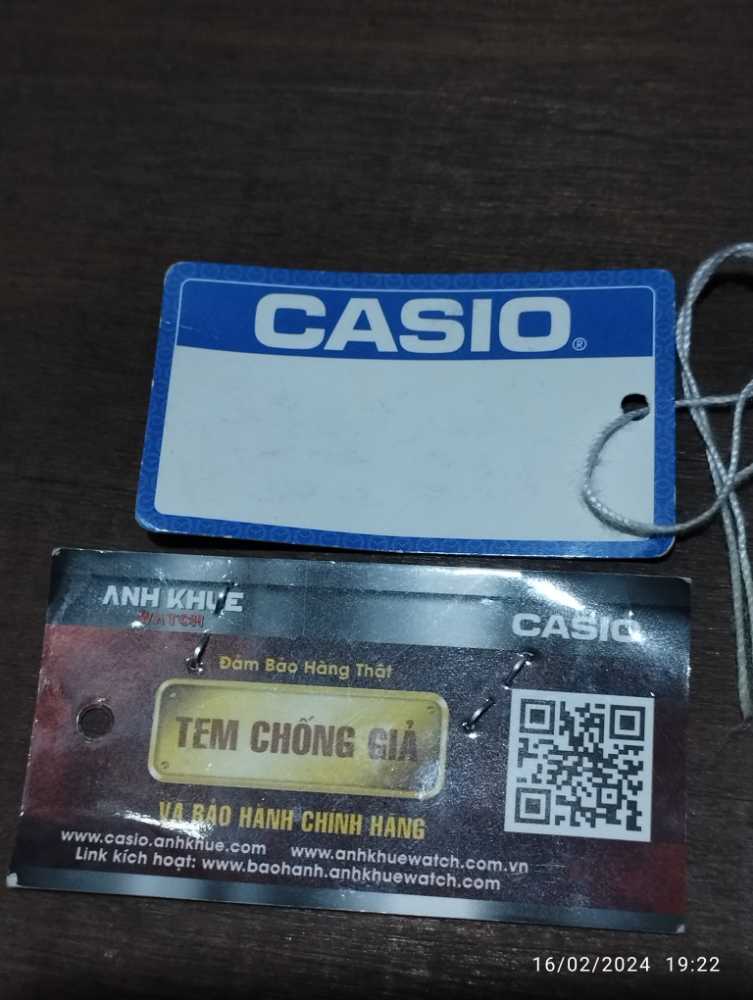 CASIO®
ANH KHUE
WATCH
CASIO
Đảm Bảo Hàng Thật
TEM CHỐNG GIẢ
VÀ BẢO HÀNH CHÍNH HÃNG
www.casio.anhkhue.com www.anhkhuewatch.com.vn
Link kích hoạt: www.baohanh.anhkhuewatch.com
16/02/2024 19:22